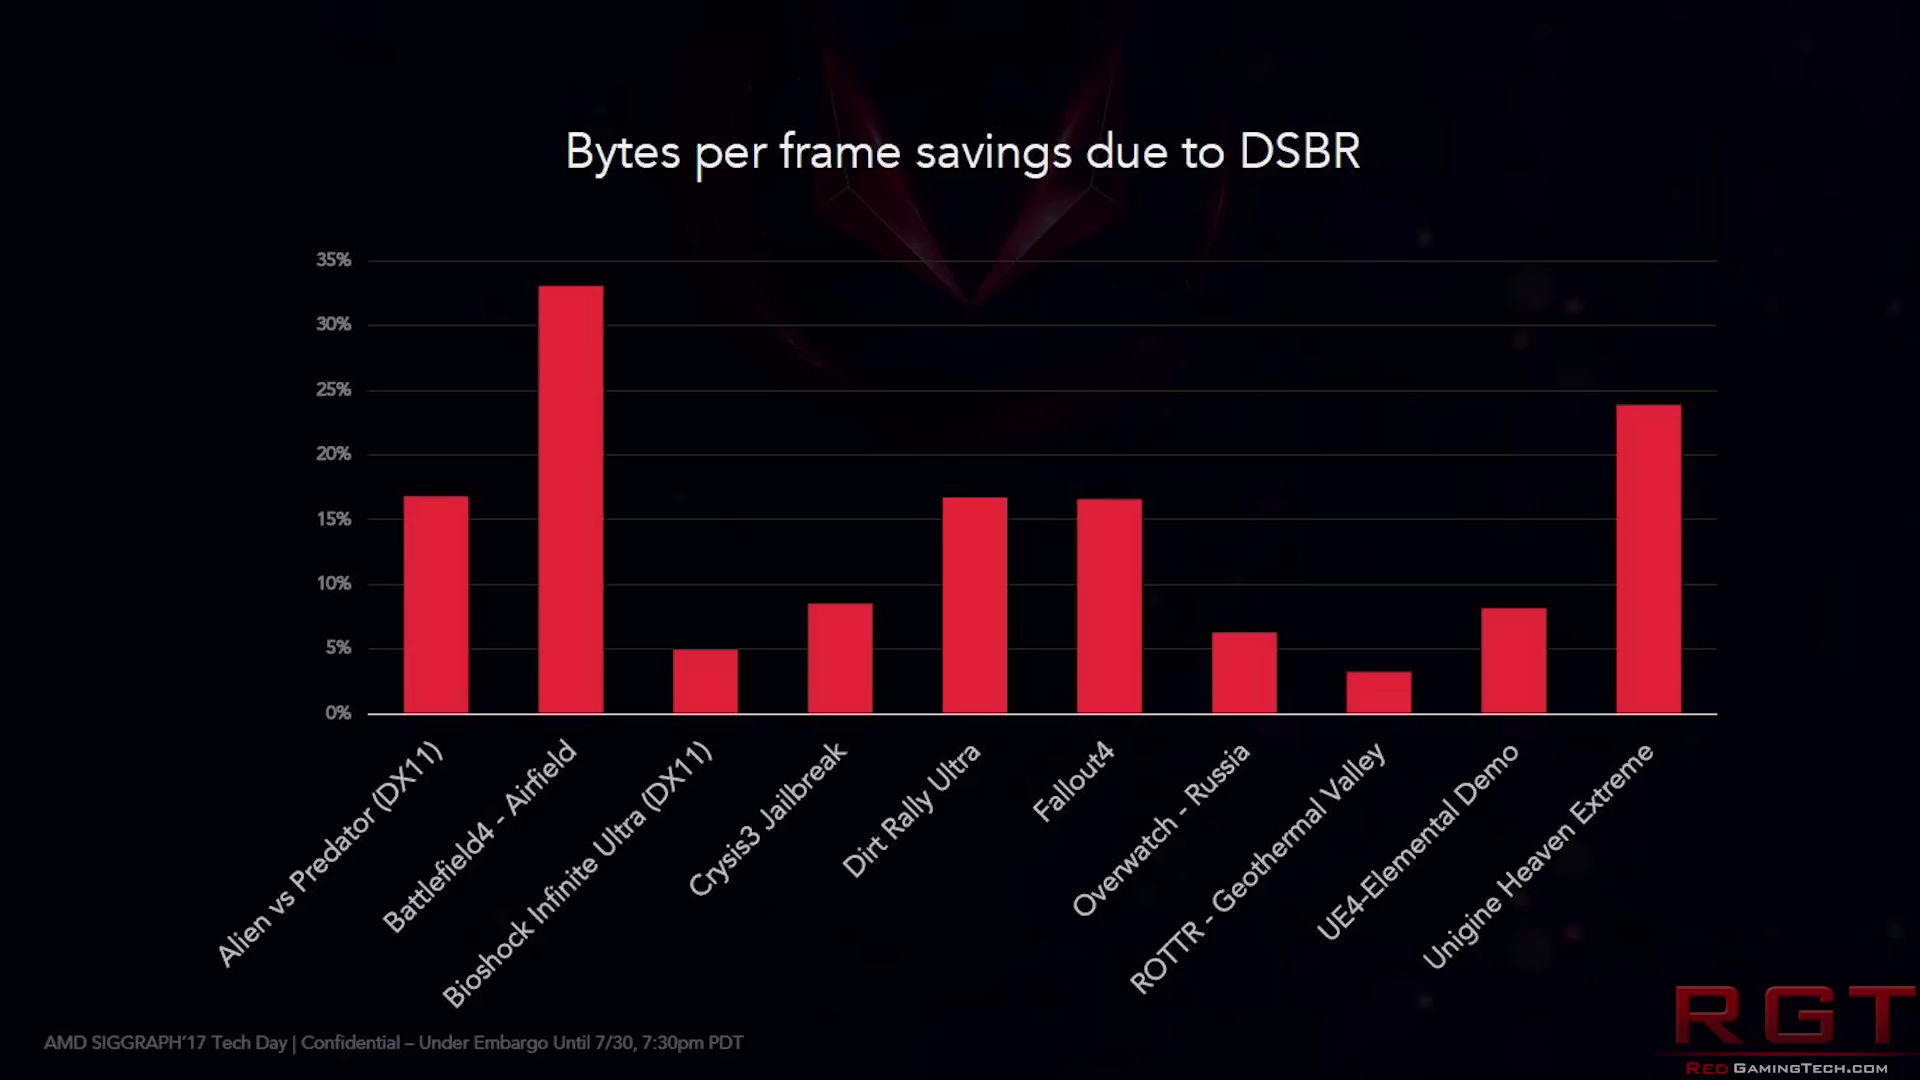 Bytes per frame savings due to DSBR
35%
30%
25%
20%
15%
10%
5%
0%
Alien vs Predator (DX11)
Battlefield4 - Airfield
Bioshock Infinite Ultra (DX11)
Crysis3 Jailbreak
Dirt Rally Ultra
Fallout4
Overwatch - Russia
ROTTR - Geothermal Valley
UE4-Elemental Demo
Unigine Heaven Extreme
AMD SIGGRAPH'17 Tech Day | Confidential – Under Embargo Until 7/30, 7:30pm PDT
RGT
RED GAMINGTECH.COM